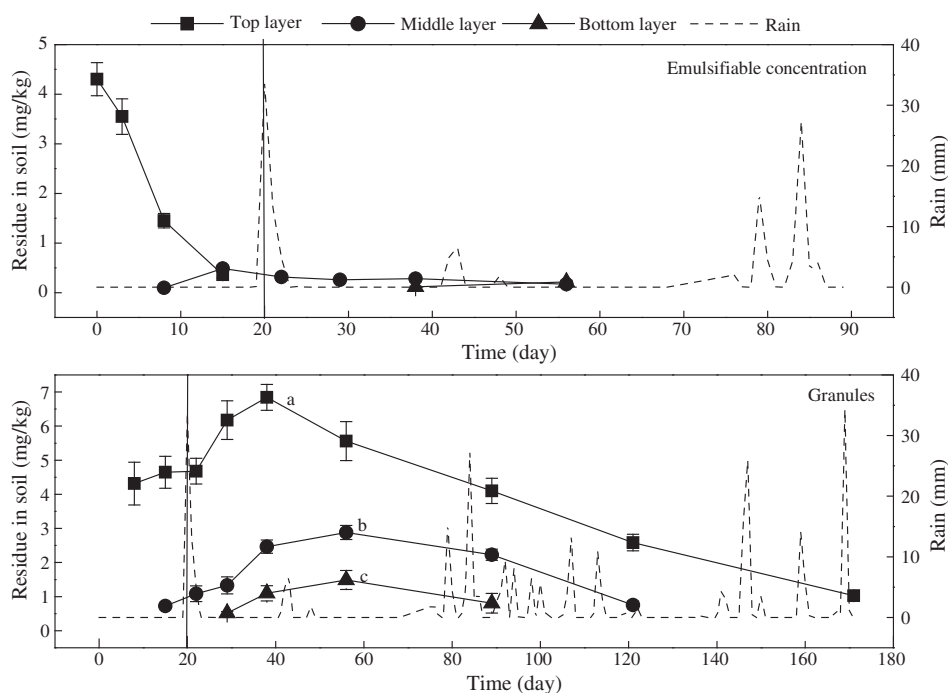 Top layer Middle layer Bottom layer Rain
Emulsifiable concentration
Residue in soil (mg/kg)
5
4
3
2
1
0
40
30
20
10
0
Rain (mm)
0 10 20 30 40 50 60 70 80 90
Time (day)
Granules
Residue in soil (mg/kg)
7
6
5
4
3
2
1
0
a
b
c
40
30
20
10
0
Rain (mm)
0 20 40 60 80 100 120 140 160 180
Time (day)